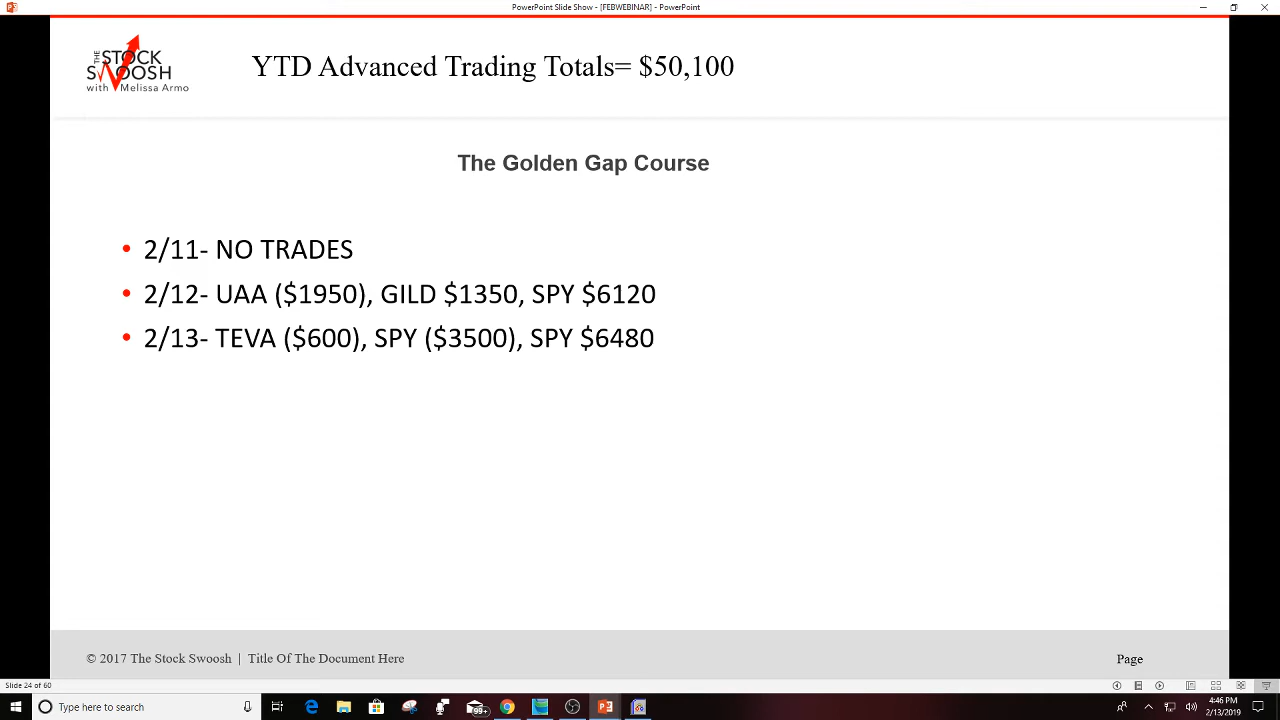 PowerPoint Slide Show - [FEBWEBINAR] - PowerPoint
THE
STOCK
SWOOSH
with Melissa Armo
YTD Advanced Trading Totals= $50,100
The Golden Gap Course
• 2/11- NO TRADES
• 2/12- UAA ($1950), GILD $1350, SPY $6120
• 2/13- TEVA ($600), SPY ($3500), SPY $6480
© 2017 The Stock Swoosh | Title Of The Document Here
Page
Slide 24 of 60
Type here to search
99+
4:46 PM
2/13/2019